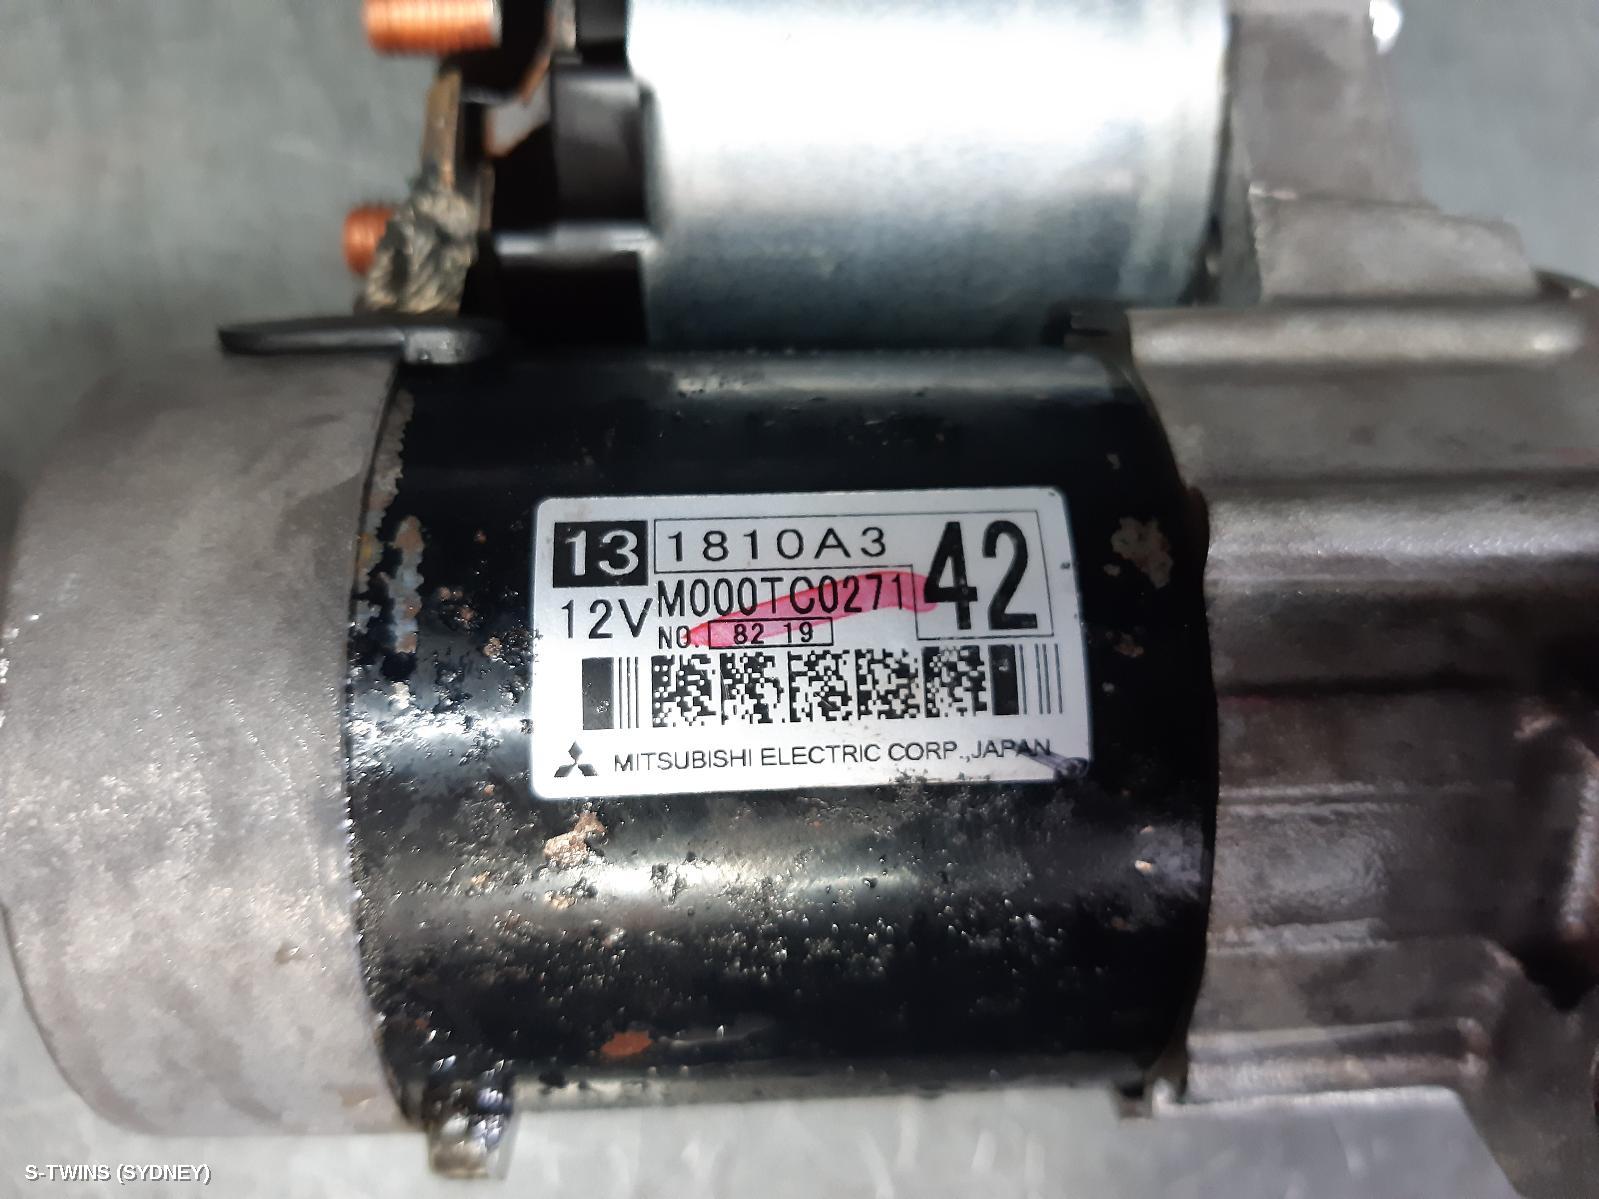 13 1810A3 42
12V M000TC0271
NO. 82 19
MITSUBISHI ELECTRIC CORP.,JAPAN
S-TWINS (SYDNEY)